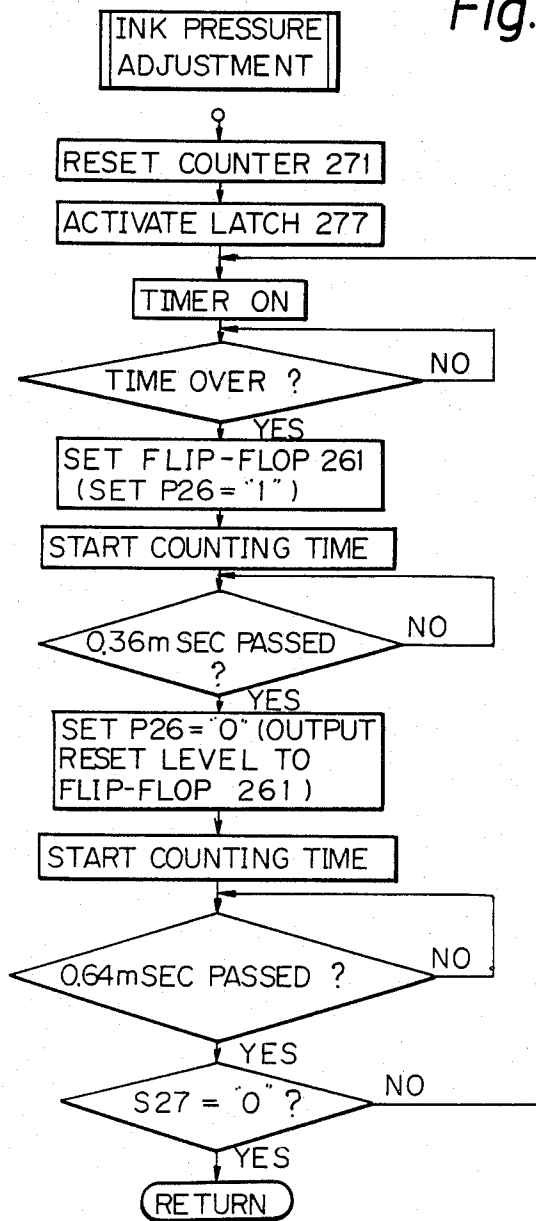 Fig.
INK PRESSURE
ADJUSTMENT
RESET COUNTER 271
ACTIVATE LATCH 277
TIMER ON
TIME OVER ?
NO
YES
SET FLIP-FLOP 261
(SET P26="1")
START COUNTING TIME
0.36m SEC PASSED
?
NO
YES
SET P26="0" (OUTPUT
RESET LEVEL TO
FLIP-FLOP 261)
START COUNTING TIME
0.64mSEC PASSED ?
NO
YES
S27 = "0" ?
NO
YES
RETURN